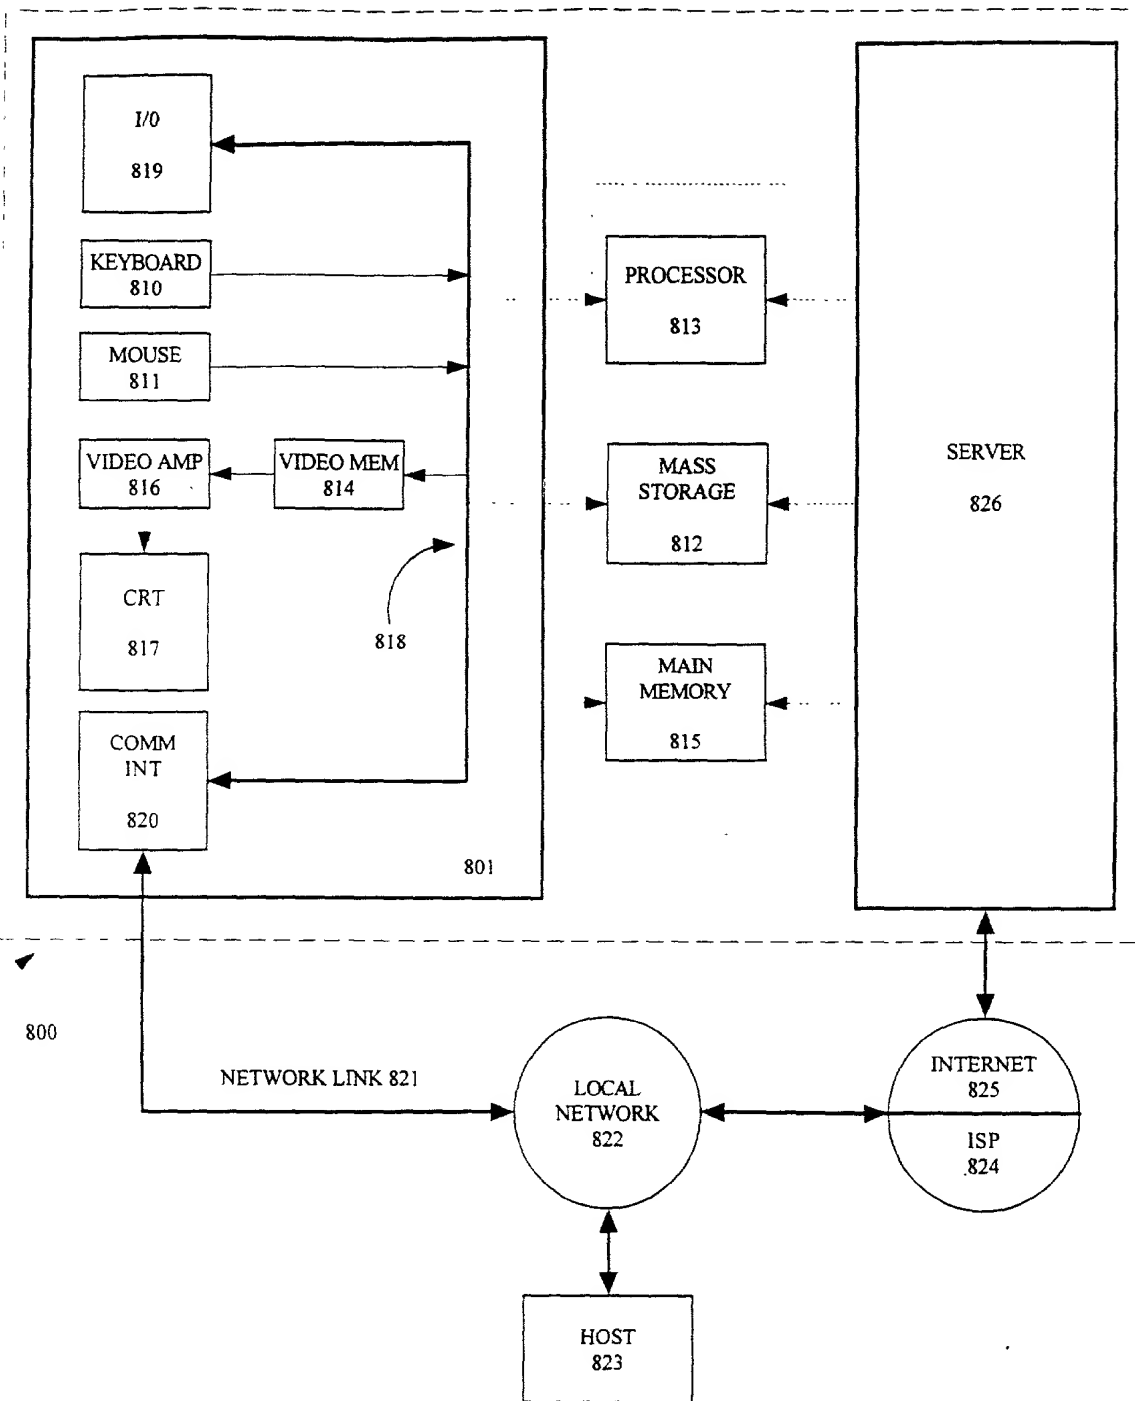 I/0
819
KEYBOARD
810
MOUSE
811
VIDEO AMP
816
VIDEO MEM
814
CRT
817
818
COMM
INT
820
801
PROCESSOR
813
MASS
STORAGE
812
MAIN
MEMORY
815
SERVER
826
800
NETWORK LINK 821
LOCAL
NETWORK
822
INTERNET
825
ISP
824
HOST
823